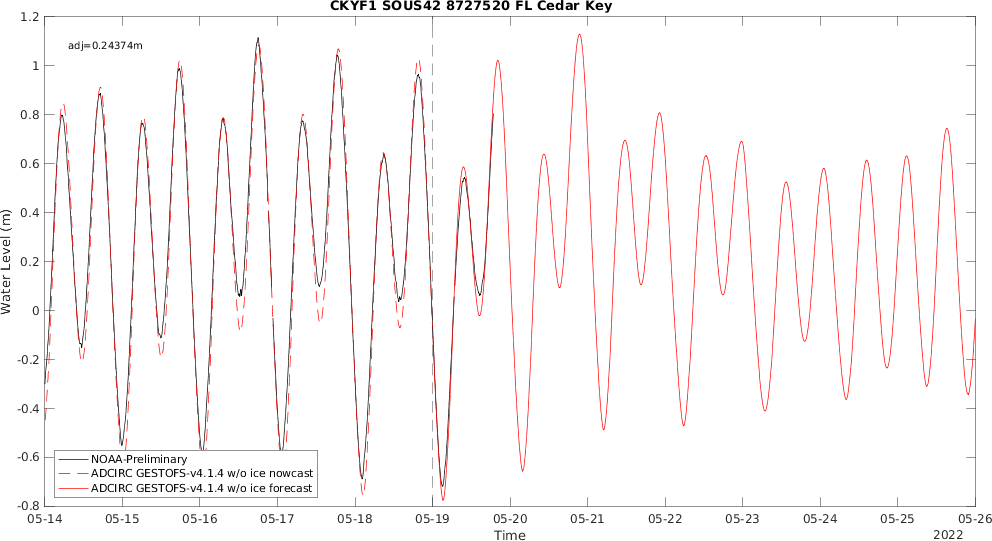 CKYF1 SOUS42 8727520 FL Cedar Key
adj=0.24374m
1.2
1
0.8
0.6
0.4
0.2
0
-0.2
-0.4
-0.6
-0.8
Water Level (m)
NOAA-Preliminary
ADCIRC GESTOFS-v4.1.4 w/o ice nowcast
ADCIRC GESTOFS-v4.1.4 w/o ice forecast
05-14 05-15 05-16 05-17 05-18 05-19 05-20 05-21 05-22 05-23 05-24 05-25 05-26
Time
2022